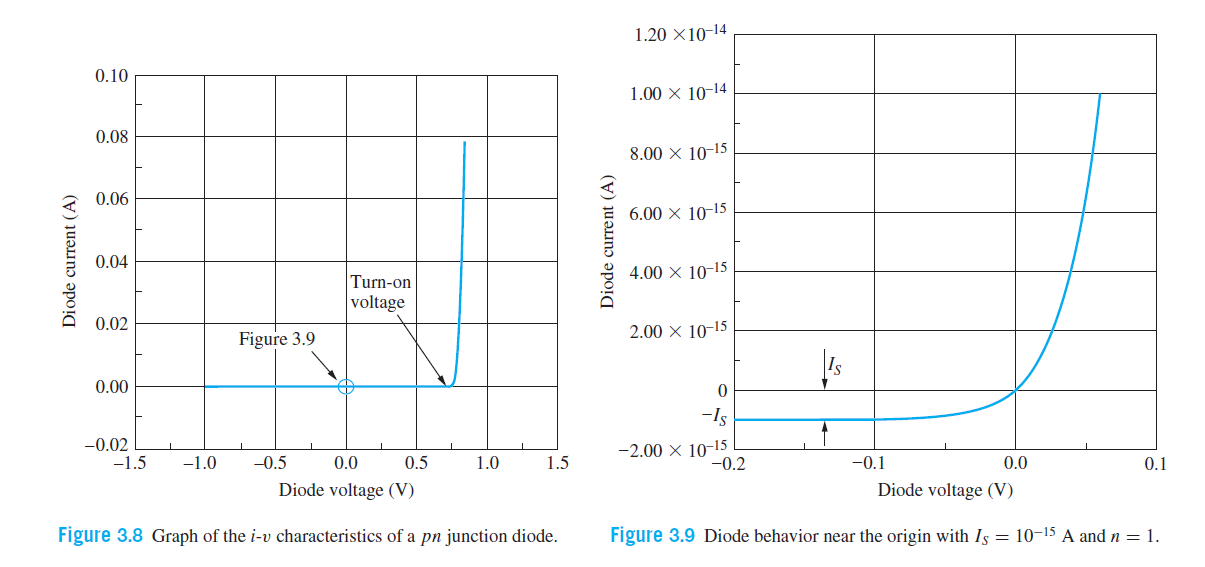 0.10
0.08
0.06
0.04
0.02
0.00
−0.02
Diode current (A)
Turn-on
voltage
Figure 3.9
−1.5 −1.0 −0.5 0.0 0.5 1.0 1.5
Diode voltage (V)
Figure 3.8 Graph of the i-v characteristics of a pn junction diode.
1.20 ×10−14
1.00 × 10−14
8.00 × 10−15
6.00 × 10−15
4.00 × 10−15
2.00 × 10−15
0
−IS
−2.00 × 10−15
Diode current (A)
IS
−0.2 −0.1 0.0 0.1
Diode voltage (V)
Figure 3.9 Diode behavior near the origin with IS = 10−15 A and n = 1.